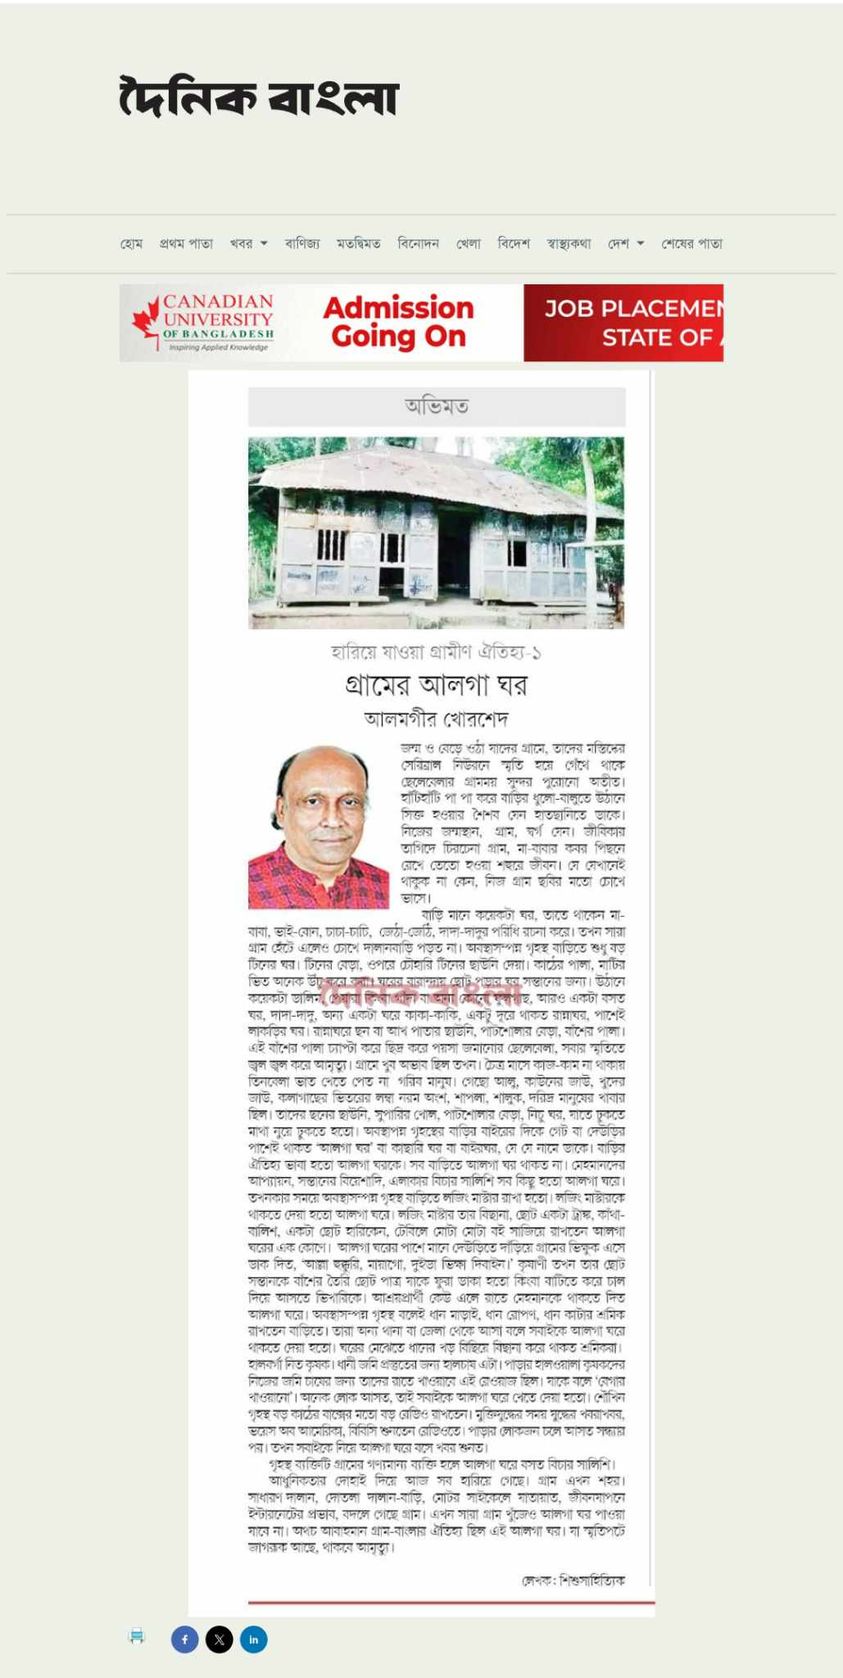 দৈনিক বাংলা
হোম প্রথম পাতা খবর বাণিজ্য মতদ্বিমত বিনোদন খেলা বিদেশ স্বাস্থ্যকথা দেশ শেষের পাতা
CANADIAN
UNIVERSITY
OF BANGLADESH
Inspiring Applied Knowledge
Admission
Going On
JOB PLACEMEN
STATE OF
অভিমত
হারিয়ে যাওয়া গ্রামীণ ঐতিহ্য-১
গ্রামের আলগা ঘর
আলমগীর খোরশেদ
জন্ম ও বেড়ে ওঠা যাদের গ্রামে, তাদের মস্তিষ্কের
সেরিব্রাল নিউরনে স্মৃতি হয়ে গেঁথে থাকে
ছেলেবেলার গ্রামময় সুন্দর পুরোনো অতীত।
হাঁটিহাঁটি পা পা করে বাড়ির ধুলো-বালুতে উঠানে
সিক্ত হওয়ার শৈশব যেন হাতছানিতে ডাকে।
নিজের জন্মস্থান, গ্রাম, স্বর্গ যেন। জীবিকার
তাগিদে চিরচেনা গ্রাম, মা-বাবার কবর পিছনে
রেখে তেতো হওয়া শহুরে জীবন। যে যেখানেই
থাকুক না কেন, নিজ গ্রাম ছবির মতো চোখে
ভাসে।
বাড়ি মানে কয়েকটা ঘর, তাতে থাকেন মা-
বাবা, ভাই-বোন, চাচা-চাচি, জেঠা-জেঠি, দাদা-দাদুর পরিধি রচনা করে। তখন সারা
গ্রাম হেঁটে এলেও চোখে দালানবাড়ি পড়ত না। অবস্থাসম্পন্ন গৃহস্থ বাড়িতে শুধু বড়
টিনের ঘর। টিনের বেড়া, ওপরে চৌহারি টিনের ছাউনি দেয়া। কাঠের পালা, মাটির
ভিত অনেক উঁচু করে করা। ঘরের বারান্দায় ছোট পড়ার ঘর সন্তানের জন্য। উঠানে
কয়েকটা ডালিম, পেয়ারা কিংবা অন্য কোনো ফুলগাছ, আরও একটা বসত
ঘর, দাদা-দাদু, অন্য একটা ঘরে কাকা-কাকি, একটু দূরে থাকত রান্নাঘর, পাশেই
লাকড়ির ঘর। রান্নাঘরে ছন বা আখ পাতার ছাউনি, পাটশোলার বেড়া, বাঁশের পালা।
এই বাঁশের পালা চ্যাপ্টা করে ছিদ্র করে পয়সা জমানোর ছেলেবেলা, সবার স্মৃতিতে
জ্বল জ্বল করে আমৃত্যু। গ্রামে খুব অভাব ছিল তখন। চৈত্র মাসে কাজ-কাম না থাকায়
তিনবেলা ভাত খেতে পেত না গরিব মানুষ। গেছো আলু, কাউনের জাউ, খুদের
জাউ, কলাগাছের ভিতরের লম্বা নরম অংশ, শাপলা, শালুক, দরিদ্র মানুষের খাবার
ছিল। তাদের ছনের ছাউনি, সুপারির খোল, পাটশোলার বেড়া, নিচু ঘর, যাতে ঢুকতে
মাথা নুয়ে ঢুকতে হতো। অবস্থাপন্ন গৃহস্থের বাড়ির বাইরের দিকে গেট বা দেউড়ির
পাশেই থাকত 'আলগা ঘর' বা কাছারি ঘর বা বাইরঘর, যে যে নামে ডাকে। বাড়ির
ঐতিহ্য ভাবা হতো আলগা ঘরকে। সব বাড়িতে আলগা ঘর থাকত না। মেহমানদের
আপ্যায়ন, সন্তানের বিয়েশাদি, এলাকার বিচার সালিশি সব কিছু হতো আলগা ঘরে।
তখনকার সময়ে অবস্থাসম্পন্ন গৃহস্থ বাড়িতে লজিং মাস্টার রাখা হতো। লজিং মাস্টারকে
থাকতে দেয়া হতো আলগা ঘরে। লজিং মাস্টার তার বিছানা, ছোট একটা ট্রাঙ্ক, কাঁথা-
বালিশ, একটা ছোট হারিকেন, টেবিলে মোটা মোটা বই সাজিয়ে রাখতেন আলগা
ঘরের এক কোণে। আলগা ঘরের পাশে মানে দেউড়িতে দাঁড়িয়ে গ্রামের ভিক্ষুক এসে
ডাক দিত, 'আল্লা হুক্কুরি, মায়াগো, দুইডা ভিক্ষা দিবাইন।' কৃষাণী তখন তার ছোট
সন্তানকে বাঁশের তৈরি ছোট পাত্র যাকে ফুরা ডাকা হতো কিংবা বাটিতে করে চাল
দিয়ে আসতে ভিখারিকে। আশ্রয়প্রার্থী কেউ এলে রাতে মেহমানকে থাকতে দিত
আলগা ঘরে। অবস্থাসম্পন্ন গৃহস্থ বলেই ধান মাড়াই, ধান রোপণ, ধান কাটার শ্রমিক
রাখতেন বাড়িতে। তারা অন্য থানা বা জেলা থেকে আসা বলে সবাইকে আলগা ঘরে
থাকতে দেয়া হতো। ঘরের মেঝেতে ধানের খড় বিছিয়ে বিছানা করে থাকত শ্রমিকরা।
হালবর্গা নিত কৃষক। ধানী জমি প্রস্তুতের জন্য হালচাষ এটা। পাড়ার হালওয়ালা কৃষকদের
নিজের জমি চাষের জন্য তাদের রাতে খাওয়াবে এই রেওয়াজ ছিল। যাকে বলে 'বেগার
খাওয়ানো'। অনেক লোক আসত, তাই সবাইকে আলগা ঘরে খেতে দেয়া হতো। শৌখিন
গৃহস্থ বড় কাঠের বাক্সের মতো বড় রেডিও রাখতেন। মুক্তিযুদ্ধের সময় যুদ্ধের খবরাখবর,
ভয়েস অব আমেরিকা, বিবিসি শুনতেন রেডিওতে। পাড়ার লোকজন চলে আসত সন্ধ্যার
পর। তখন সবাইকে নিয়ে আলগা ঘরে বসে খবর শুনত।
গৃহস্থ ব্যক্তিটি গ্রামের গণ্যমান্য ব্যক্তি হলে আলগা ঘরে বসত বিচার সালিশি।
আধুনিকতার দোহাই দিয়ে আজ সব হারিয়ে গেছে। গ্রাম এখন শহর।
সাধারণ দালান, দোতলা দালান-বাড়ি, মোটর সাইকেলে যাতায়াত, জীবনযাপনে
ইন্টারনেটের প্রভাব, বদলে গেছে গ্রাম। এখন সারা গ্রাম খুঁজেও আলগা ঘর পাওয়া
যাবে না। অথচ আবাহমান গ্রাম-বাংলার ঐতিহ্য ছিল এই আলগা ঘর। যা স্মৃতিপটে
জাগরূক আছে, থাকবে আমৃত্যু।
লেখক: শিশুসাহিত্যিক